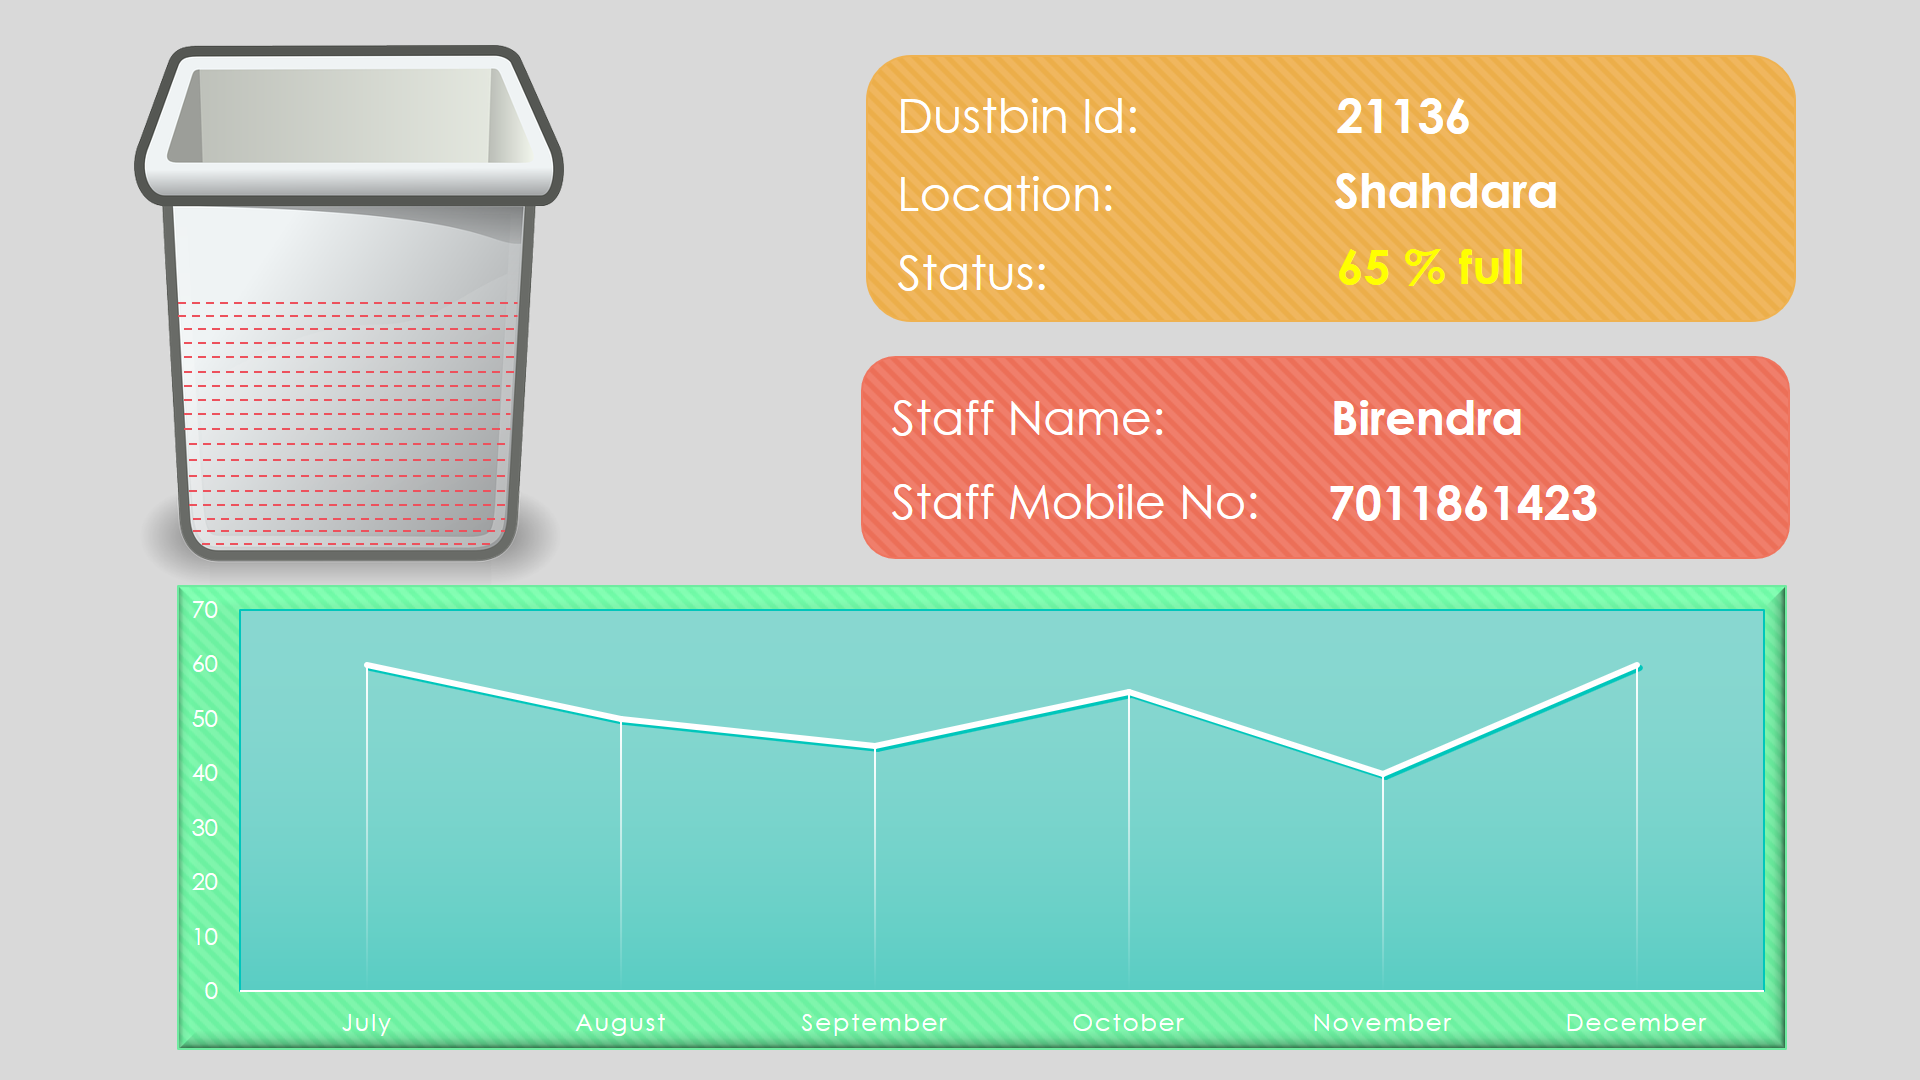 Dustbin Id: 21136
Location: Shahdara
Status: 65 % full
Staff Name: Birendra
Staff Mobile No: 7011861423
70
60
50
40
30
20
10
0
July August September October November December